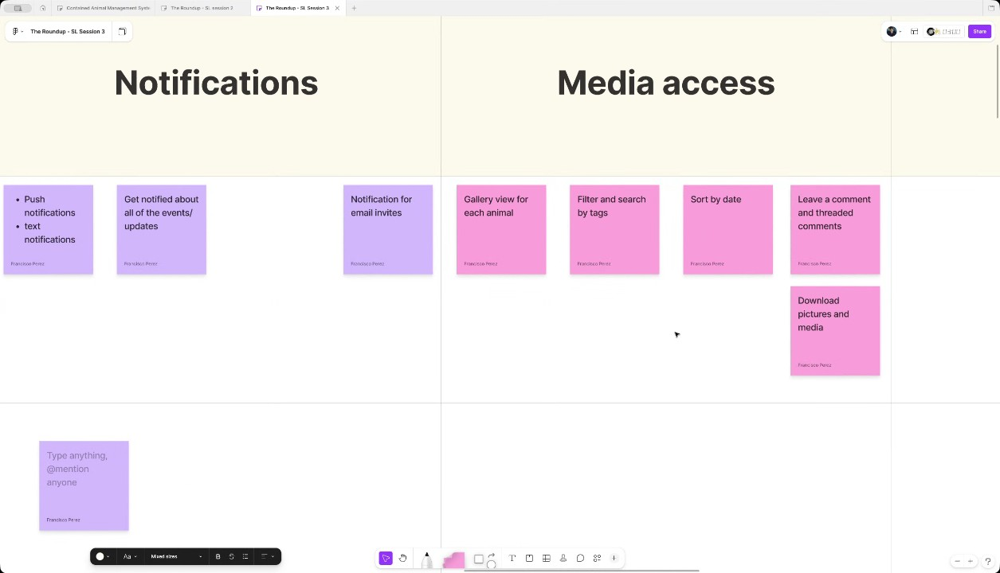 Contained Animal Management Syste
The Roundup - SL session 2
The Roundup - SL Session 3
The Roundup - SL Session 3
Share
Notifications
Media access
• Push
notifications
• text
notifications
Francisco Perez
Get notified about
all of the events/
updates
Francisco Perez
Notification for
email invites
Francisco Perez
Gallery view for
each animal
Francisco Perez
Filter and search
by tags
Francisco Perez
Sort by date
Francisco Perez
Leave a comment
and threaded
comments
Francisco Perez
Download
pictures and
media
Francisco Perez
Type anything,
@mention
anyone
Francisco Perez
Aa
Mixed sizes
B
S
T
?